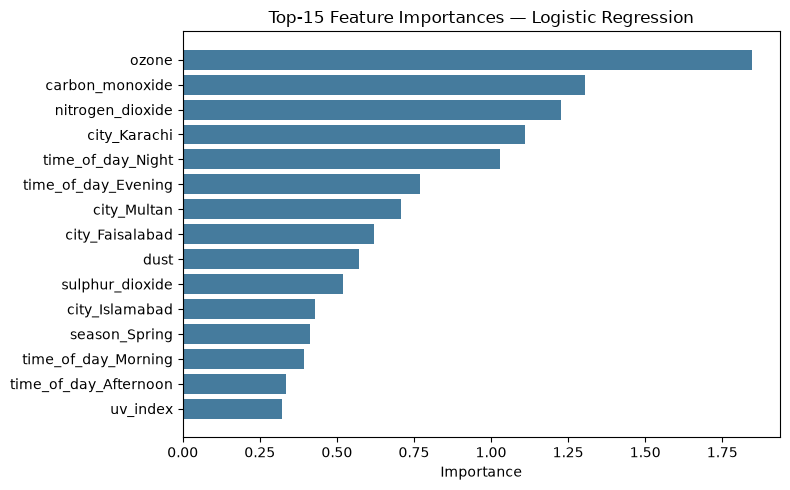 Top-15 Feature Importances — Logistic Regression
ozone
carbon_monoxide
nitrogen_dioxide
city_Karachi
time_of_day_Night
time_of_day_Evening
city_Multan
city_Faisalabad
dust
sulphur_dioxide
city_Islamabad
season_Spring
time_of_day_Morning
time_of_day_Afternoon
uv_index
0.00 0.25 0.50 0.75 1.00 1.25 1.50 1.75
Importance